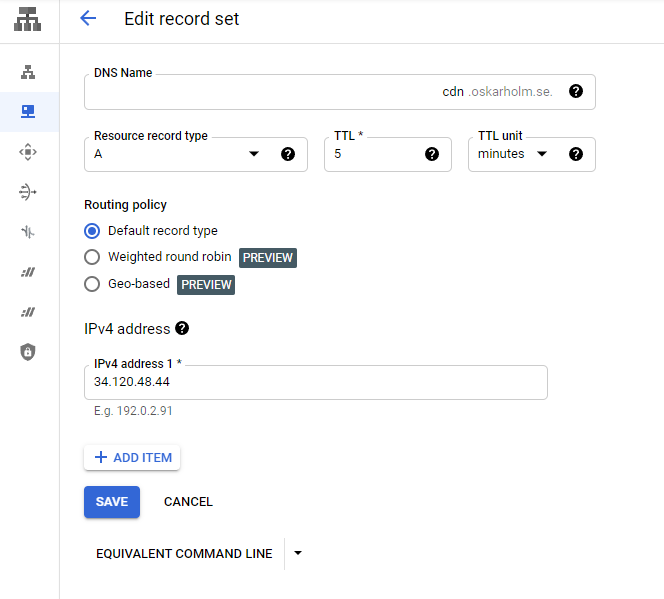 Edit record set
DNS Name
cdn .oskarholm.se.
Resource record type
A
TTL *
5
TTL unit
minutes
Routing policy
Default record type
Weighted round robin PREVIEW
Geo-based PREVIEW
IPv4 address
IPv4 address 1 *
34.120.48.44
E.g. 192.0.2.91
ADD ITEM
SAVE CANCEL
EQUIVALENT COMMAND LINE